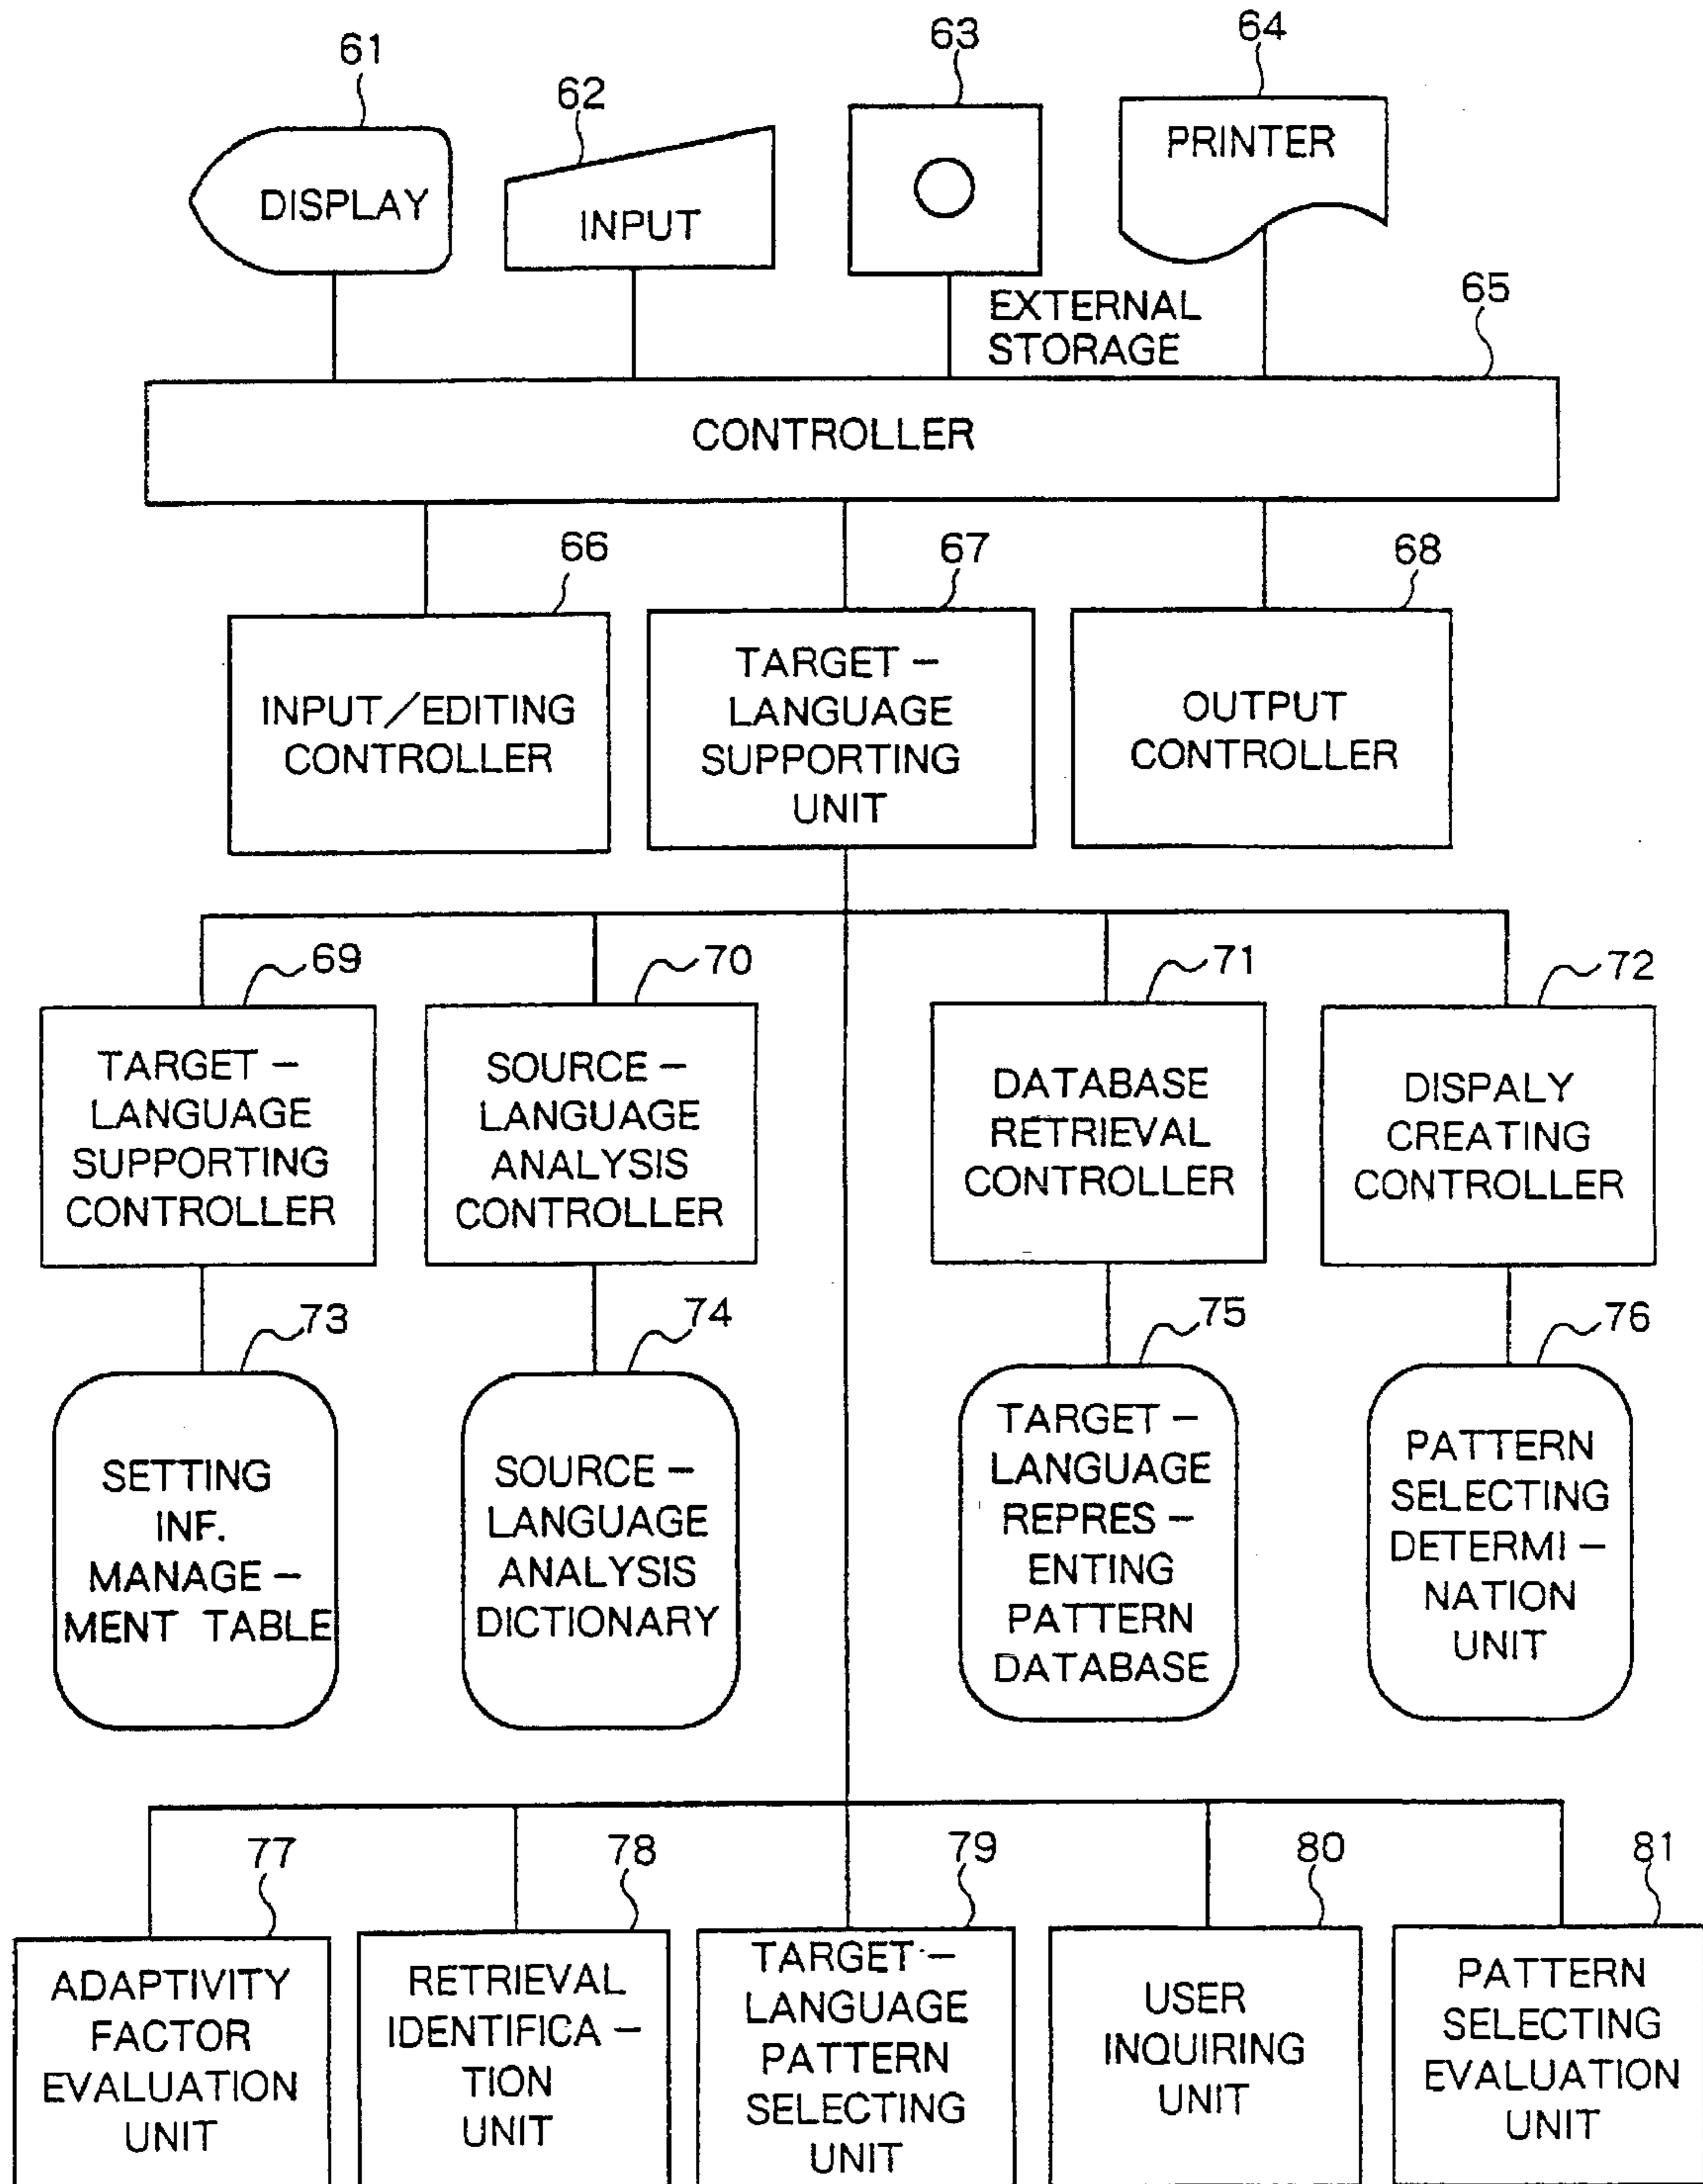 61
62
63
64
DISPLAY
INPUT
PRINTER
EXTERNAL
STORAGE
65
CONTROLLER
66
67
68
INPUT/EDITING
CONTROLLER
TARGET-
LANGUAGE
SUPPORTING
UNIT
OUTPUT
CONTROLLER
69
70
71
72
TARGET-
LANGUAGE
SUPPORTING
CONTROLLER
SOURCE-
LANGUAGE
ANALYSIS
CONTROLLER
DATABASE
RETRIEVAL
CONTROLLER
DISPALY
CREATING
CONTROLLER
73
74
75
76
SETTING
INF.
MANAGE-
MENT TABLE
SOURCE-
LANGUAGE
ANALYSIS
DICTIONARY
TARGET-
LANGUAGE
REPRES-
ENTING
PATTERN
DATABASE
PATTERN
SELECTING
DETERMI-
NATION
UNIT
77
78
79
80
81
ADAPTIVITY
FACTOR
EVALUATION
UNIT
RETRIEVAL
IDENTIFICA-
TION
UNIT
TARGET-
LANGUAGE
PATTERN
SELECTING
UNIT
USER
INQUIRING
UNIT
PATTERN
SELECTING
EVALUATION
UNIT